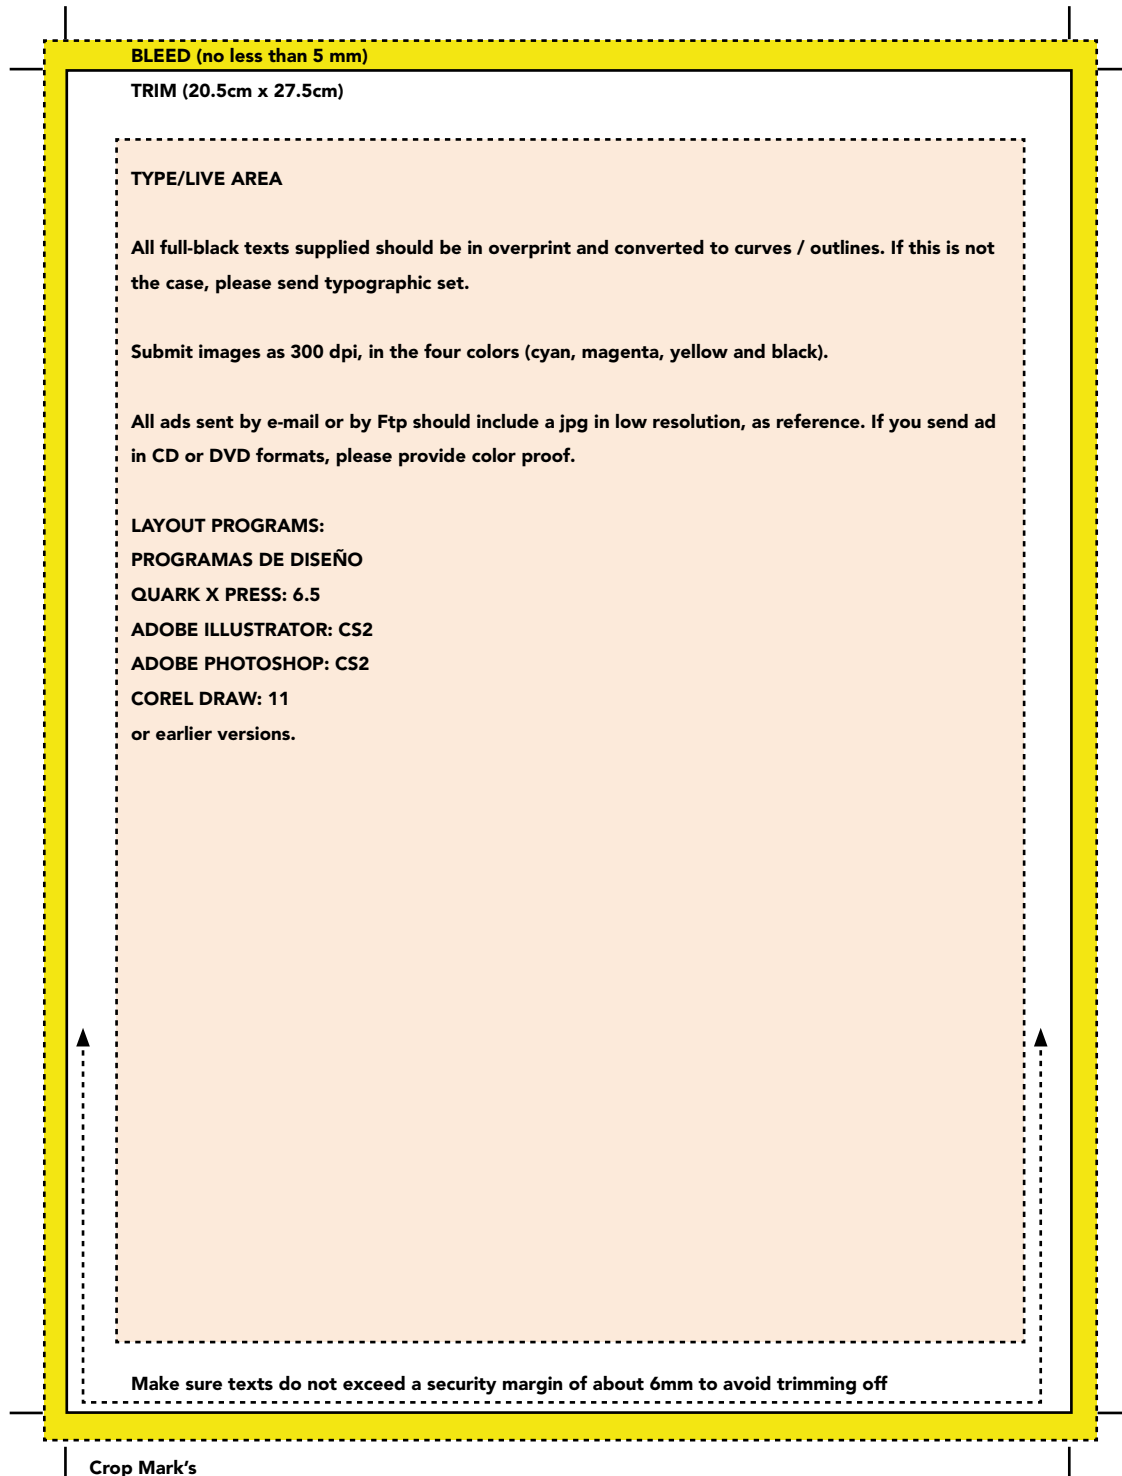 BLEED (no less than 5 mm)
TRIM (20.5cm x 27.5cm)
TYPE/LIVE AREA
All full-black texts supplied should be in overprint and converted to curves / outlines. If this is not
the case, please send typographic set.
Submit images as 300 dpi, in the four colors (cyan, magenta, yellow and black).
All ads sent by e-mail or by Ftp should include a jpg in low resolution, as reference. If you send ad
in CD or DVD formats, please provide color proof.
LAYOUT PROGRAMS:
PROGRAMAS DE DISEÑO
QUARK X PRESS: 6.5
ADOBE ILLUSTRATOR: CS2
ADOBE PHOTOSHOP: CS2
COREL DRAW: 11
or earlier versions.
Make sure texts do not exceed a security margin of about 6mm to avoid trimming off
Crop Mark’s